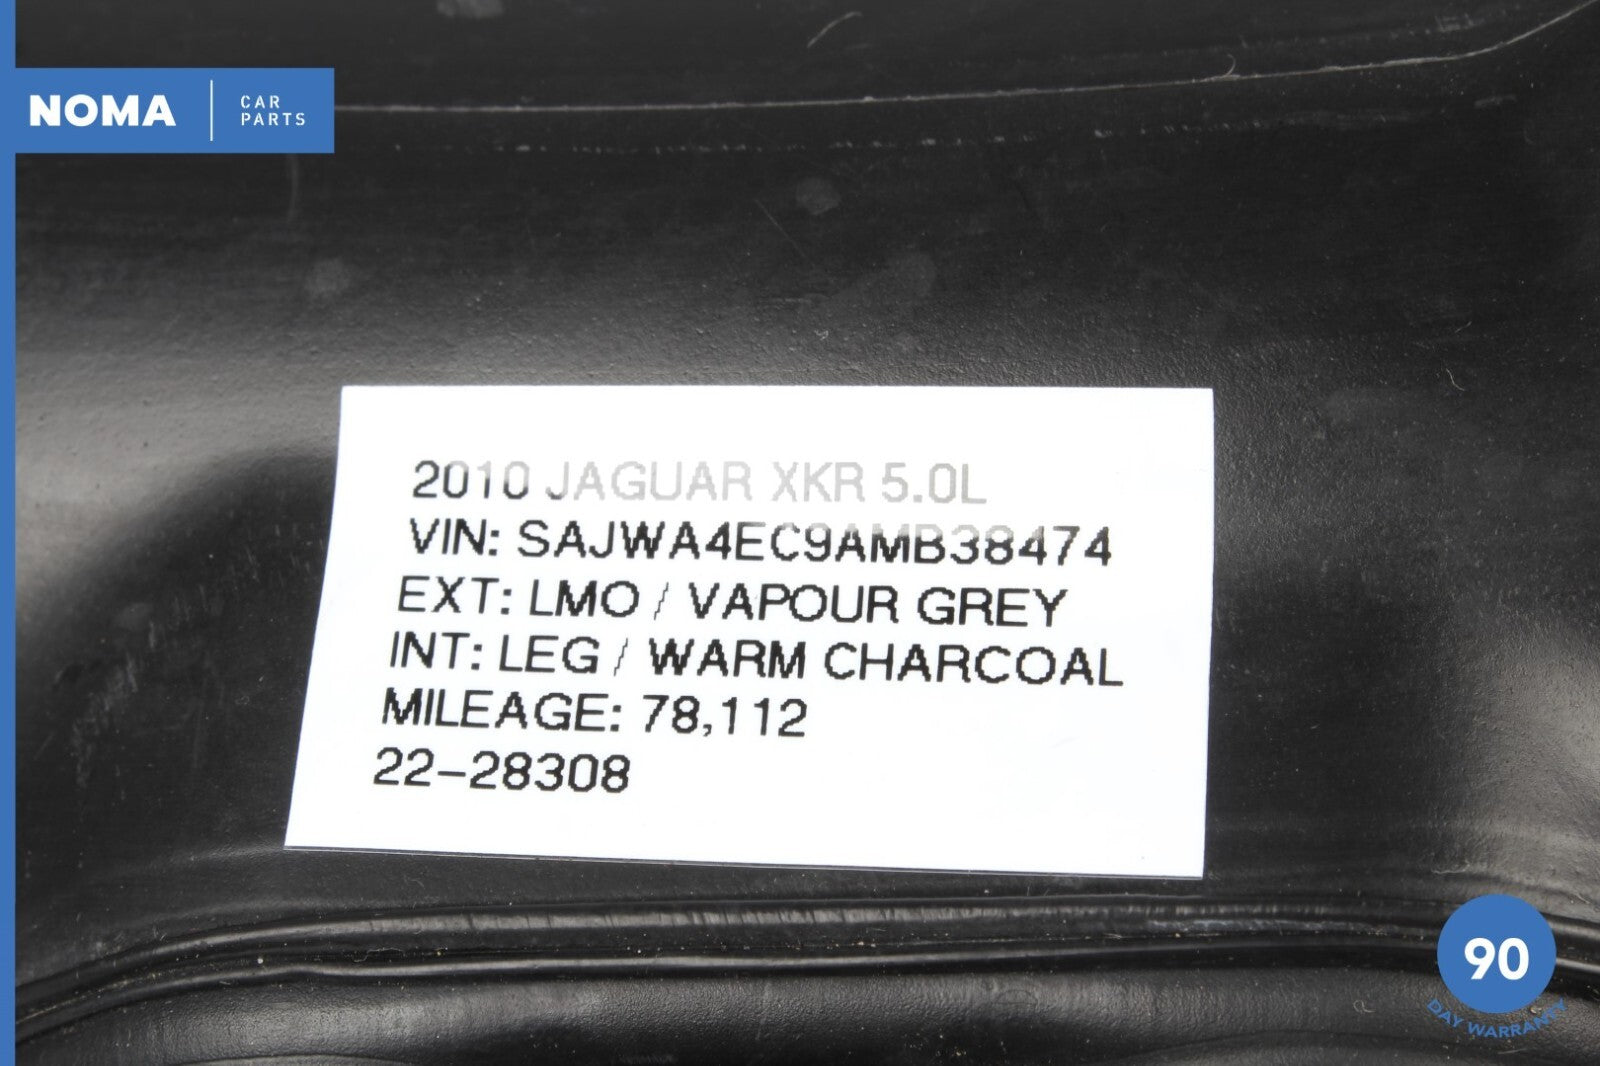 NOMA
CAR
PARTS
2010 JAGUAR XKR 5.0L
VIN: SAJWA4EC9AMB38474
EXT: LMO / VAPOUR GREY
INT: LEG / WARM CHARCOAL
MILEAGE: 78,112
22-28308
90
DAY WARRANTY